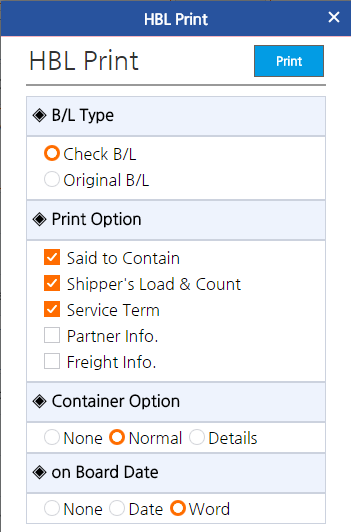 HBL Print
HBL Print Print
B/L Type
Check B/L
Original B/L
Print Option
Said to Contain
Shipper's Load & Count
Service Term
Partner Info.
Freight Info.
Container Option
None Normal Details
on Board Date
None Date Word